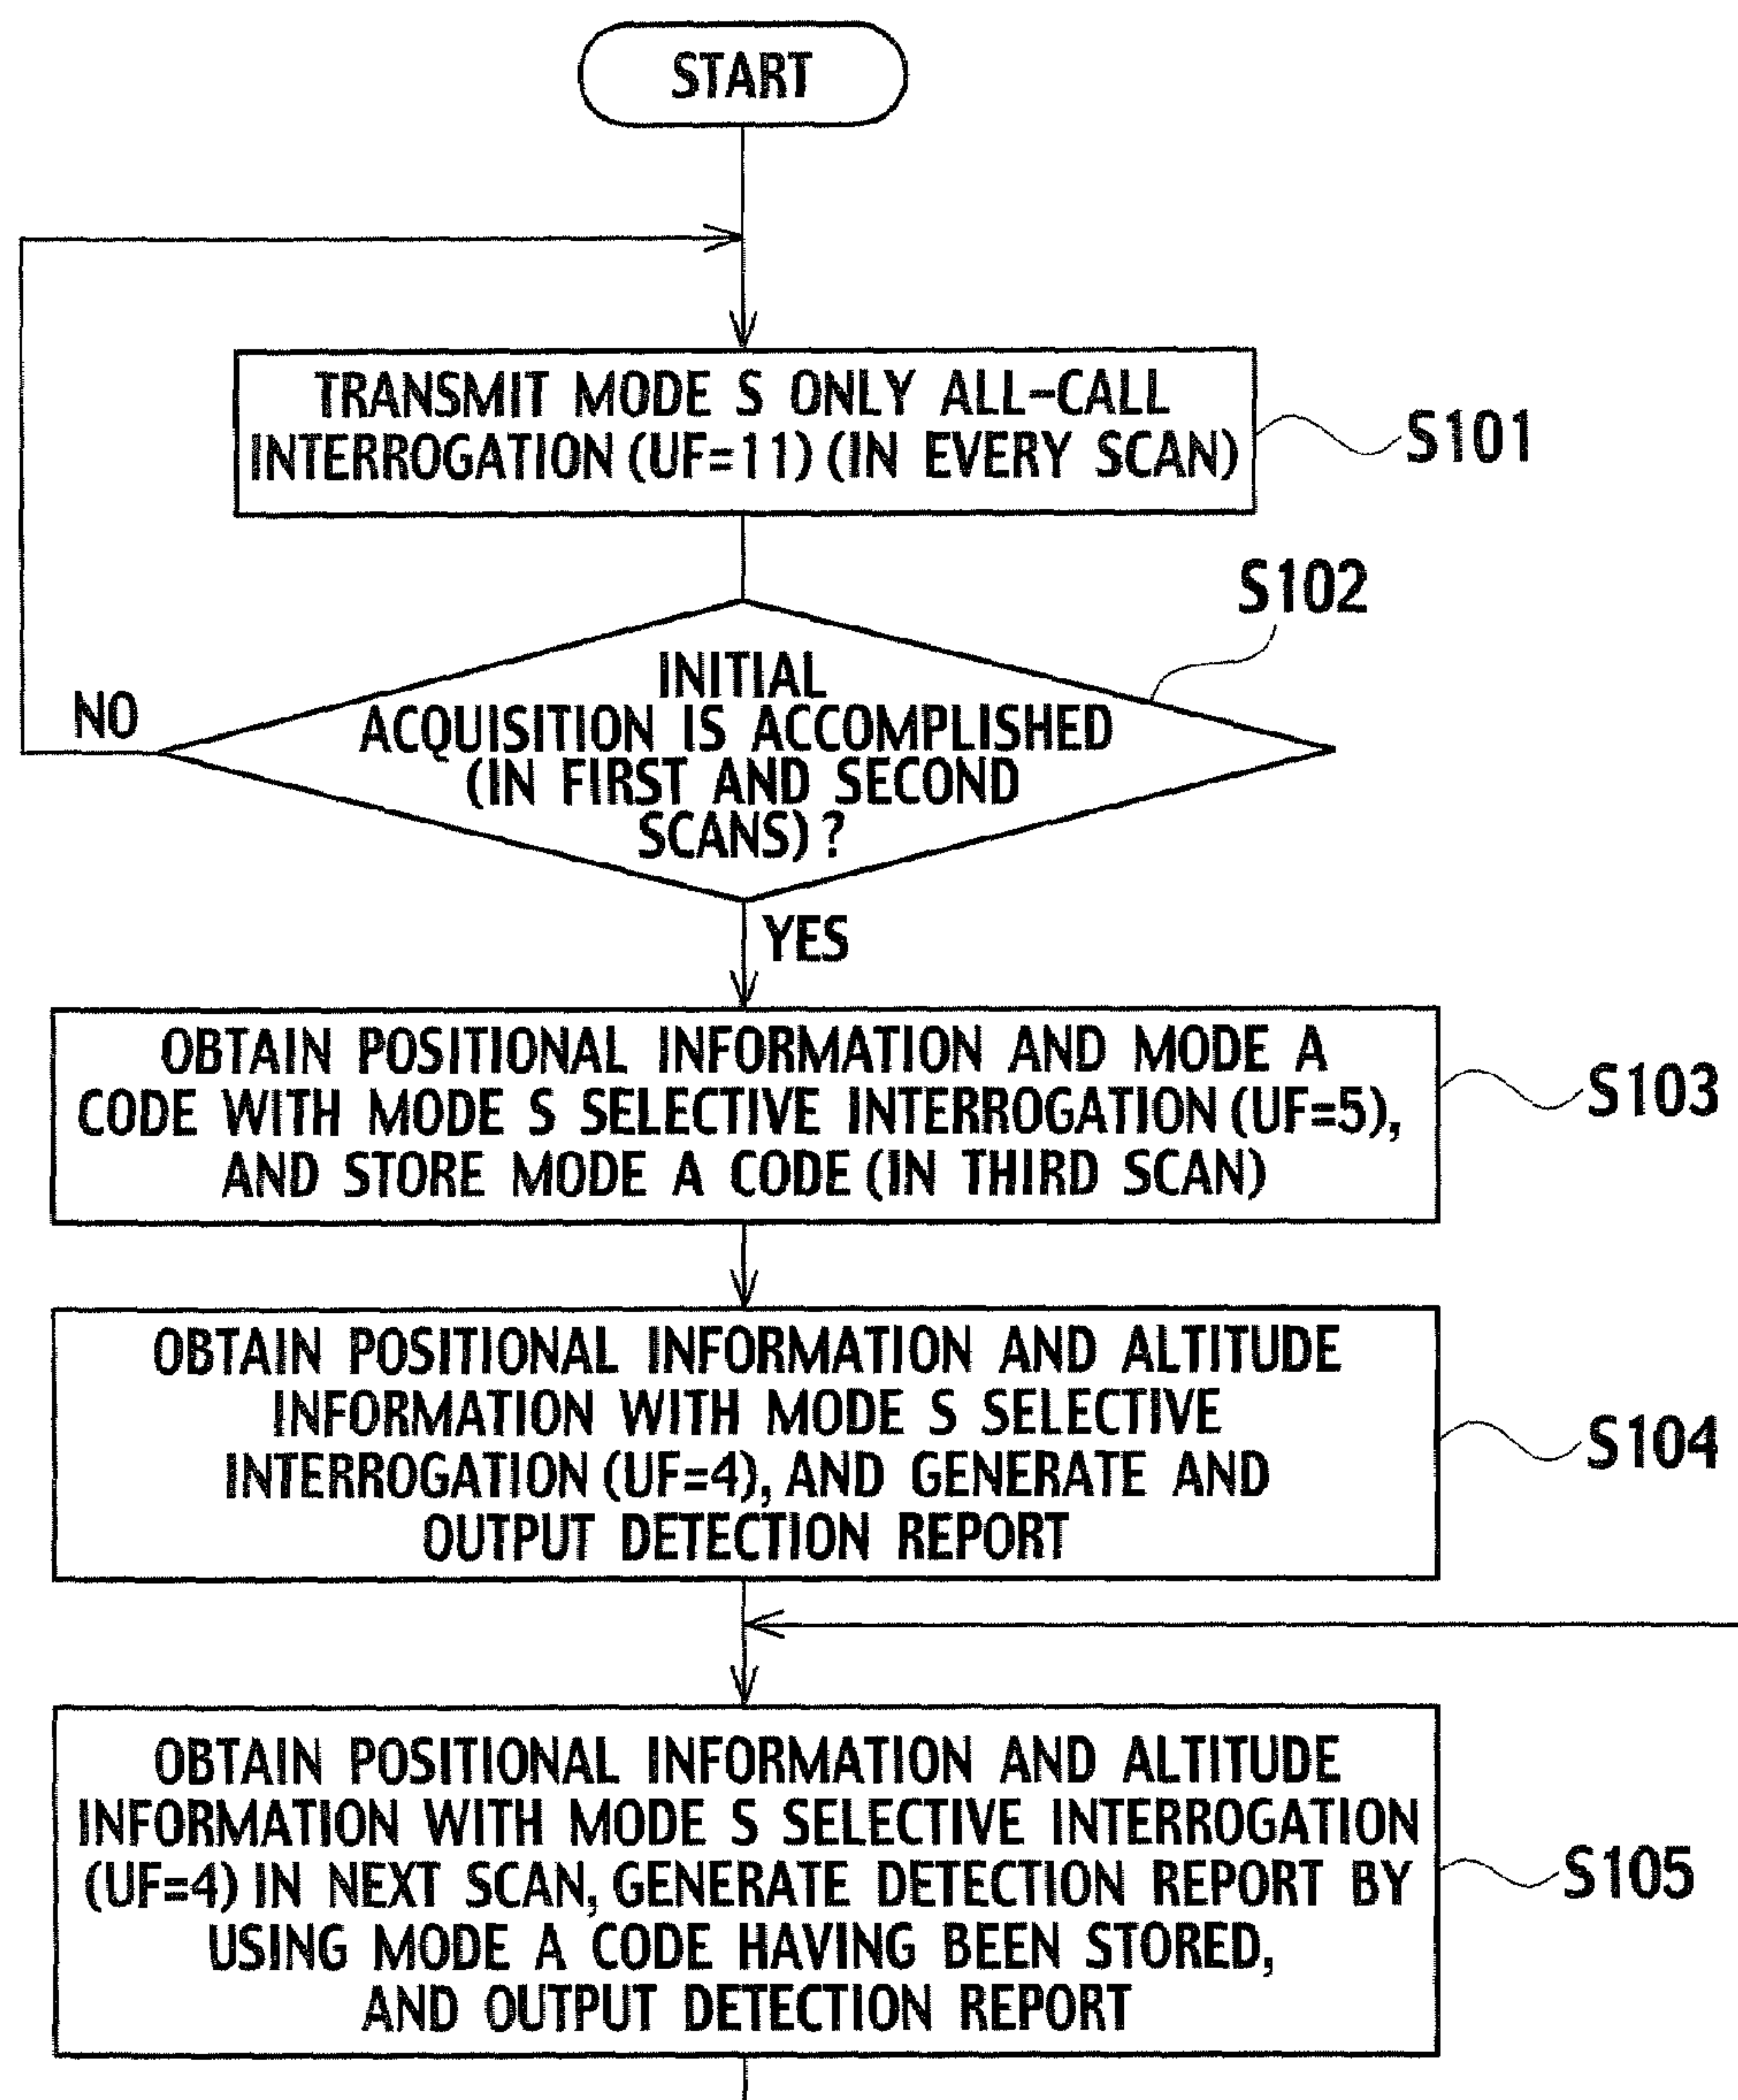 START
TRANSMIT MODE S ONLY ALL-CALL
INTERROGATION (UF=11) (IN EVERY SCAN)
S101
S102
INITIAL
ACQUISITION IS ACCOMPLISHED
(IN FIRST AND SECOND
SCANS) ?
NO
YES
OBTAIN POSITIONAL INFORMATION AND MODE A
CODE WITH MODE S SELECTIVE INTERROGATION (UF=5),
AND STORE MODE A CODE (IN THIRD SCAN)
S103
OBTAIN POSITIONAL INFORMATION AND ALTITUDE
INFORMATION WITH MODE S SELECTIVE
INTERROGATION (UF=4), AND GENERATE AND
OUTPUT DETECTION REPORT
S104
OBTAIN POSITIONAL INFORMATION AND ALTITUDE
INFORMATION WITH MODE S SELECTIVE INTERROGATION
(UF=4) IN NEXT SCAN, GENERATE DETECTION REPORT BY
USING MODE A CODE HAVING BEEN STORED,
AND OUTPUT DETECTION REPORT
S105